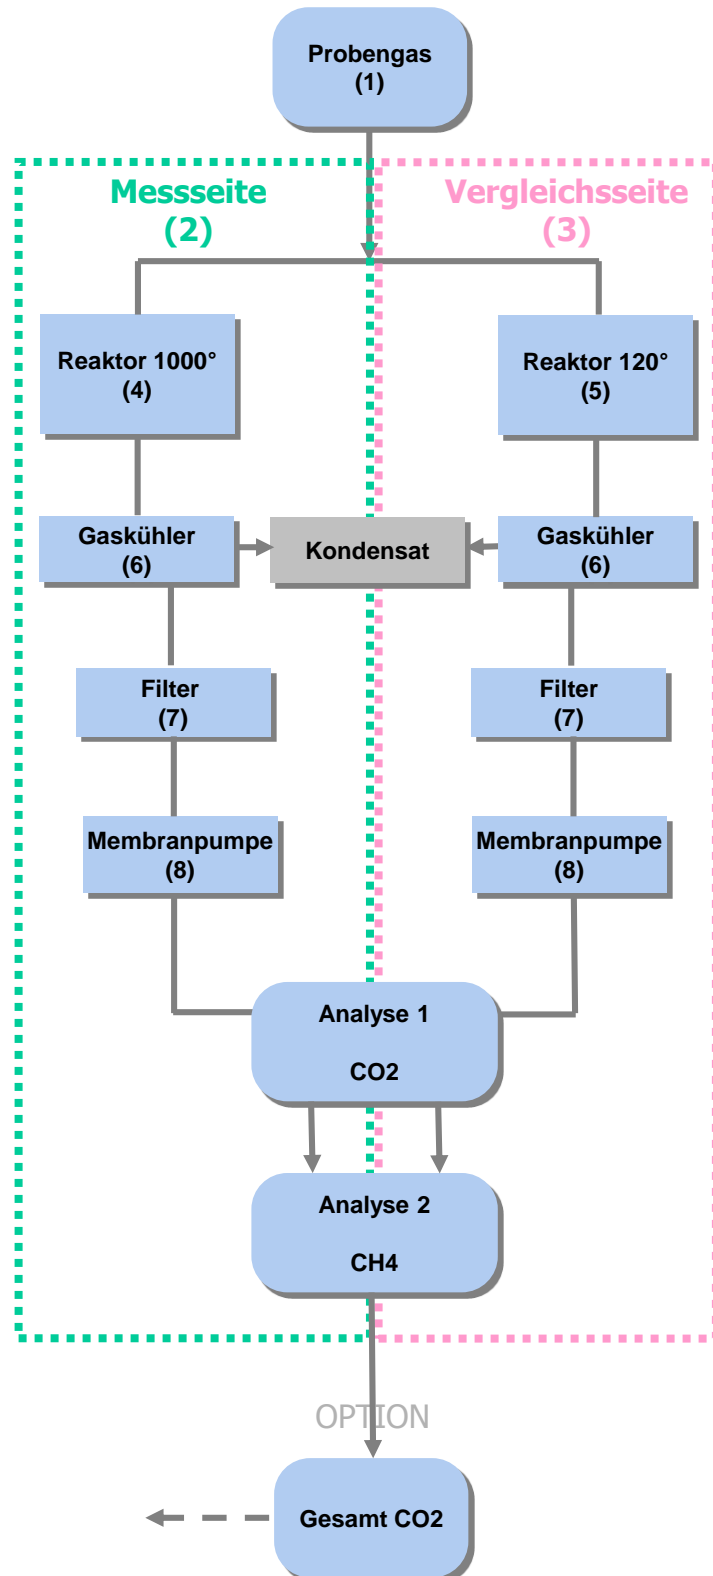 Probengas
(1)
Messseite
(2)
Vergleichsseite
(3)
Reaktor 1000°
(4)
Reaktor 120°
(5)
Gaskühler
(6)
Kondensat
Gaskühler
(6)
Filter
(7)
Filter
(7)
Membranpumpe
(8)
Membranpumpe
(8)
Analyse 1
CO2
Analyse 2
CH4
OPTION
Gesamt CO2